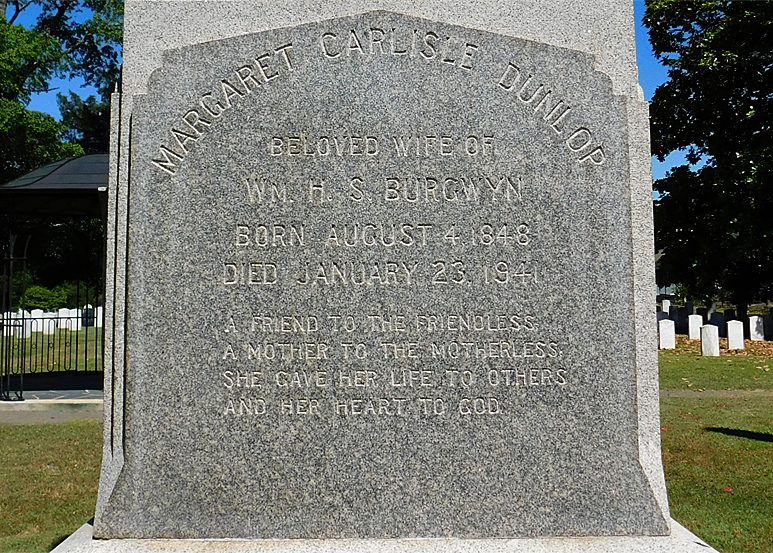 MARGARET CARLISLE DUNLOP
BELOVED WIFE OF
WM. H. S. BURGWYN
BORN AUGUST 4, 1848
DIED JANUARY 23, 1941
A FRIEND TO THE FRIENDLESS,
A MOTHER TO THE MOTHERLESS;
SHE GAVE HER LIFE TO OTHERS
AND HER HEART TO GOD.